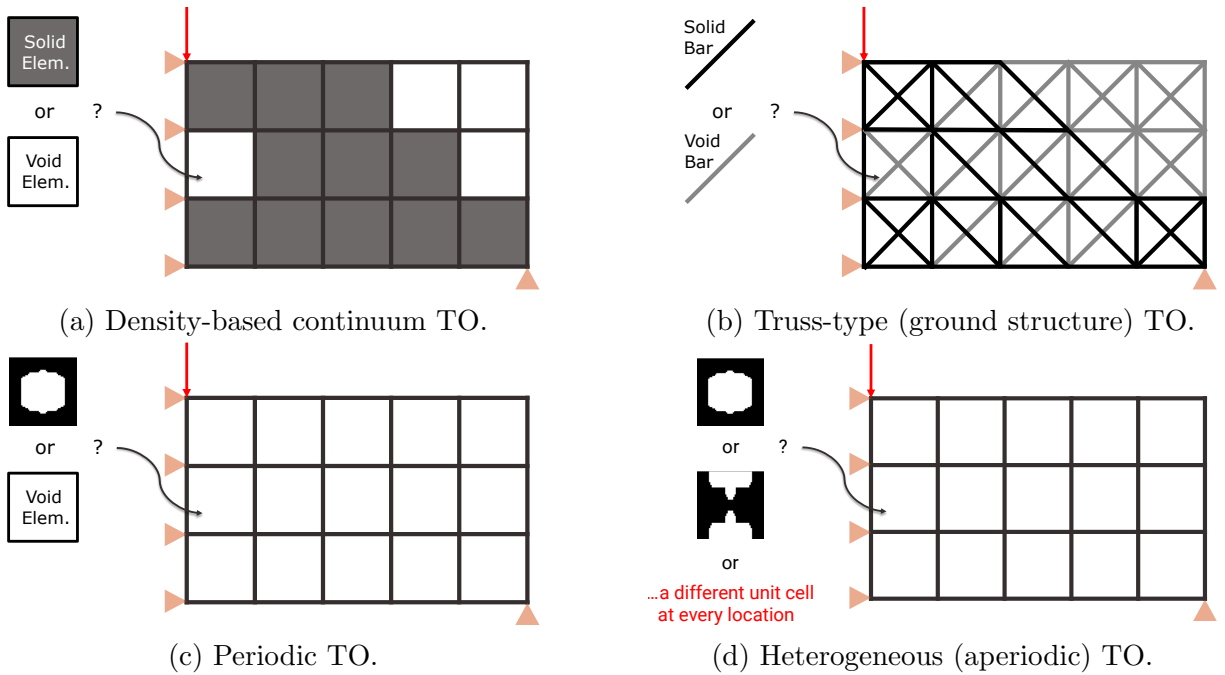 Solid
Elem.
or ?
Void
Elem.
(a) Density-based continuum TO.
Solid
Bar
or ?
Void
Bar
(b) Truss-type (ground structure) TO.
or ?
Void
Elem.
(c) Periodic TO.
or ?
or
...a different unit cell
at every location
(d) Heterogeneous (aperiodic) TO.